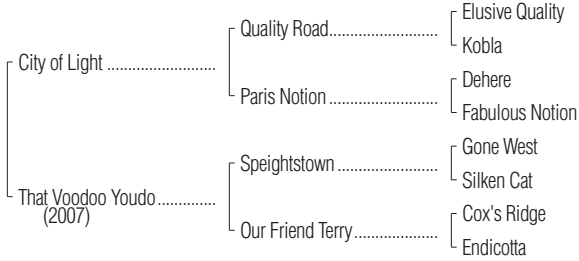 Elusive Quality
Quality Road..............................
Kobla
City of Light ..............................
Dehere
Paris Notion ..............................
Fabulous Notion
Gone West
Speightstown ............................
Silken Cat
That Voodoo Youdo................
(2007)
Cox's Ridge
Our Friend Terry.......................
Endicotta